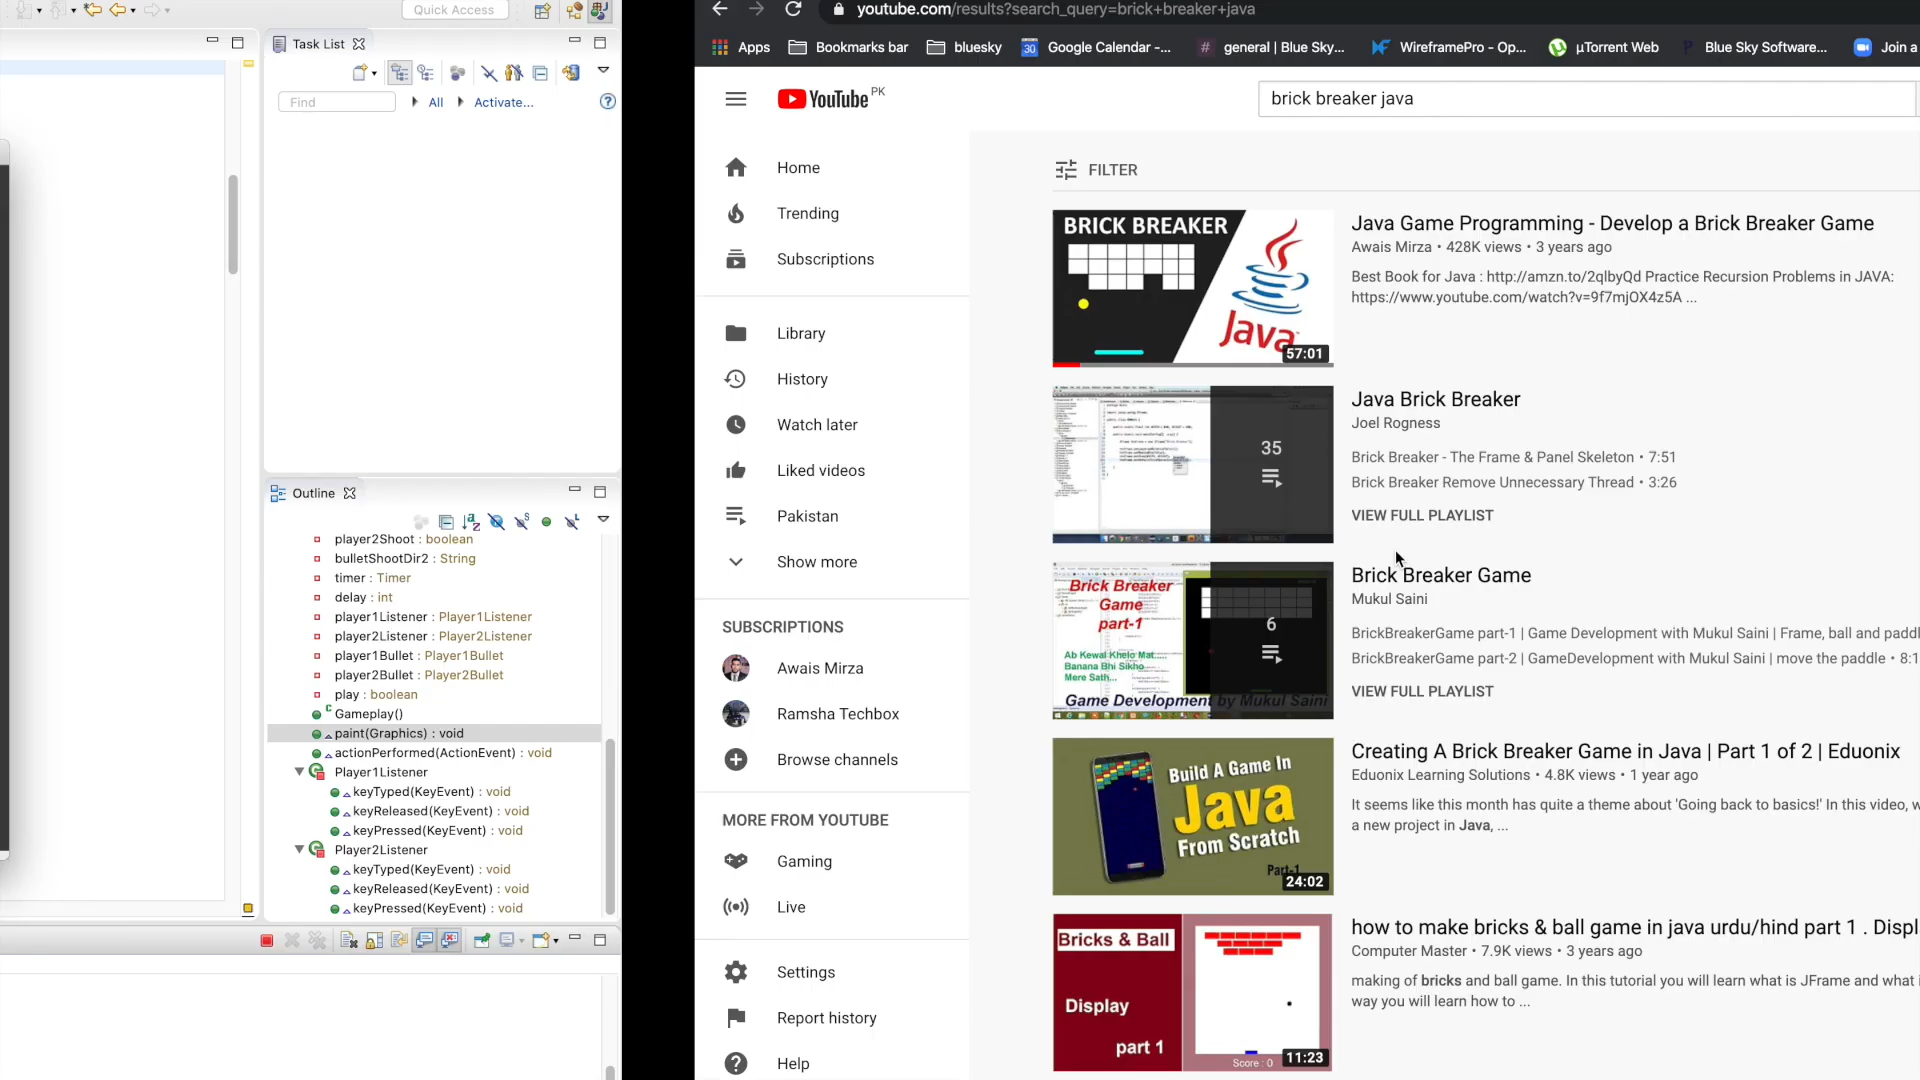 Quick Access
Task List
Find
All
Activate...
Outline
player2Shoot : boolean
bulletShootDir2 : String
timer : Timer
delay : int
player1Listener : Player1Listener
player2Listener : Player2Listener
player1Bullet : Player1Bullet
player2Bullet : Player2Bullet
play : boolean
Gameplay()
paint(Graphics) : void
actionPerformed(ActionEvent) : void
Player1Listener
keyTyped(KeyEvent) : void
keyReleased(KeyEvent) : void
keyPressed(KeyEvent) : void
Player2Listener
keyTyped(KeyEvent) : void
keyReleased(KeyEvent) : void
keyPressed(KeyEvent) : void
youtube.com/results?search_query=brick+breaker+java
Apps
Bookmarks bar
bluesky
30
Google Calendar -...
# general | Blue Sky...
WireframePro - Op...
µTorrent Web
Blue Sky Software...
Join a
YouTube PK
brick breaker java
Home
Trending
Subscriptions
Library
History
Watch later
Liked videos
Pakistan
Show more
SUBSCRIPTIONS
Awais Mirza
Ramsha Techbox
Browse channels
MORE FROM YOUTUBE
Gaming
Live
Settings
Report history
Help
FILTER
BRICK BREAKER
Java
57:01
Java Game Programming - Develop a Brick Breaker Game
Awais Mirza • 428K views • 3 years ago
Best Book for Java : http://amzn.to/2qlbyQd Practice Recursion Problems in JAVA:
https://www.youtube.com/watch?v=9f7mjOX4z5A ...
35
Java Brick Breaker
Joel Rogness
Brick Breaker - The Frame & Panel Skeleton • 7:51
Brick Breaker Remove Unnecessary Thread • 3:26
VIEW FULL PLAYLIST
Brick Breaker
Game
part-1
Ab Kewal Khelo Mat....
Banana Bhi Sikho
Mere Sath...
Game Development by Mukul Saini
6
Brick Breaker Game
Mukul Saini
BrickBreakerGame part-1 | Game Development with Mukul Saini | Frame, ball and paddl
BrickBreakerGame part-2 | GameDevelopment with Mukul Saini | move the paddle • 8:1
VIEW FULL PLAYLIST
Build A Game In
Java
From Scratch
Part-1
24:02
Creating A Brick Breaker Game in Java | Part 1 of 2 | Eduonix
Eduonix Learning Solutions • 4.8K views • 1 year ago
It seems like this month has quite a theme about 'Going back to basics!' In this video, w
a new project in Java, ...
Bricks & Ball
Display
part 1
Score : 0
11:23
how to make bricks & ball game in java urdu/hind part 1 . Displ
Computer Master • 7.9K views • 3 years ago
making of bricks and ball game. In this tutorial you will learn what is JFrame and what i
way you will learn how to ...